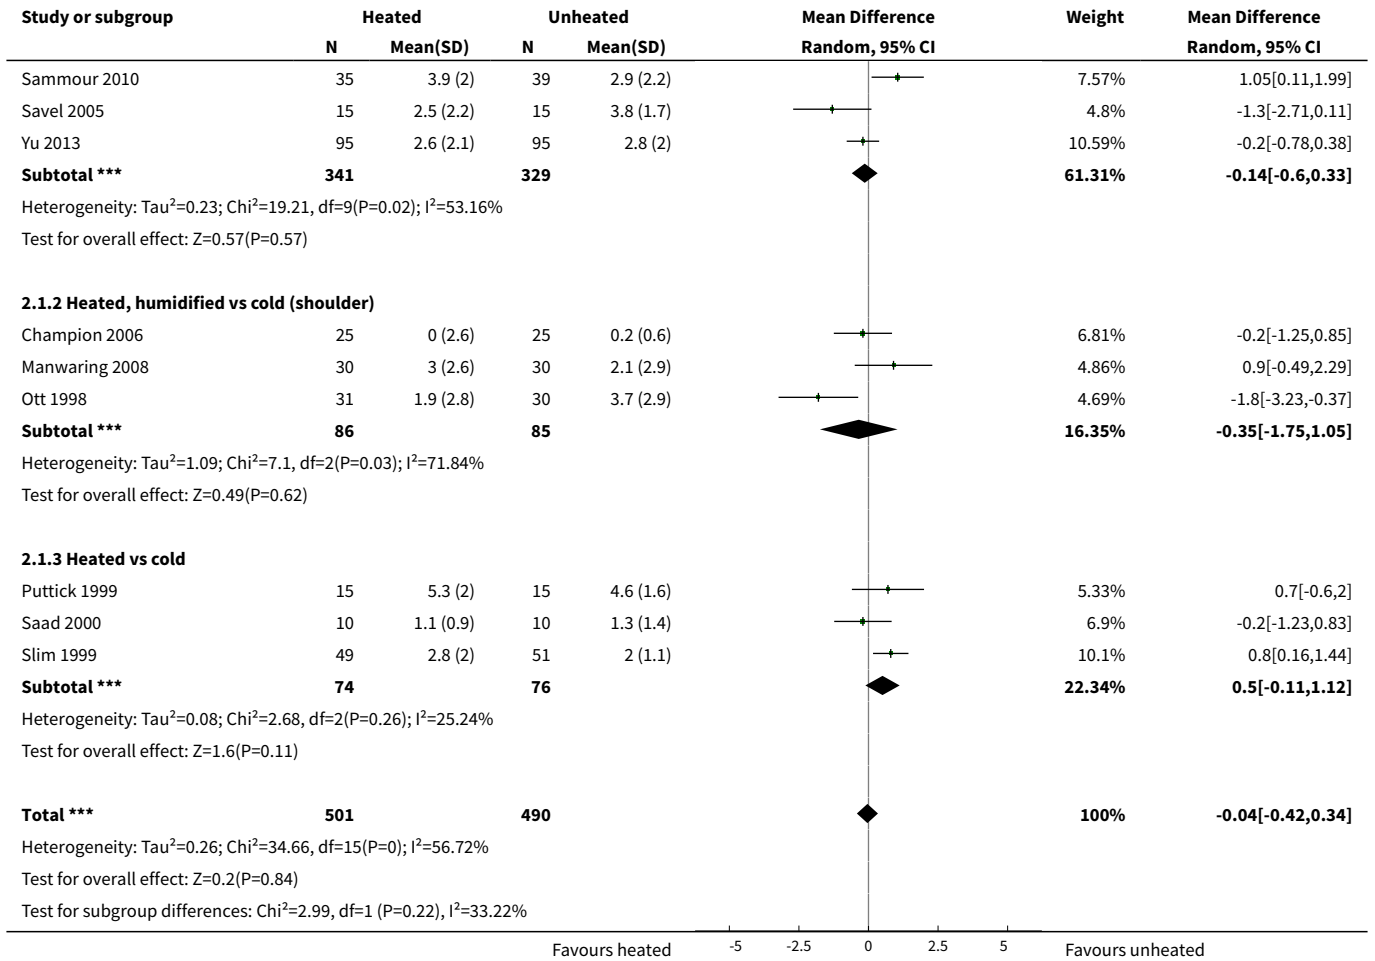 Study or subgroup Heated Unheated Mean Difference Weight Mean Difference
N Mean(SD) N Mean(SD) Random, 95% CI Random, 95% CI
Sammour 2010 35 3.9 (2) 39 2.9 (2.2) 7.57% 1.05[0.11,1.99]
Savel 2005 15 2.5 (2.2) 15 3.8 (1.7) 4.8% -1.3[-2.71,0.11]
Yu 2013 95 2.6 (2.1) 95 2.8 (2) 10.59% -0.2[-0.78,0.38]
Subtotal *** 341 329 61.31% -0.14[-0.6,0.33]
Heterogeneity: Tau²=0.23; Chi²=19.21, df=9(P=0.02); I²=53.16%
Test for overall effect: Z=0.57(P=0.57)
2.1.2 Heated, humidified vs cold (shoulder)
Champion 2006 25 0 (2.6) 25 0.2 (0.6) 6.81% -0.2[-1.25,0.85]
Manwaring 2008 30 3 (2.6) 30 2.1 (2.9) 4.86% 0.9[-0.49,2.29]
Ott 1998 31 1.9 (2.8) 30 3.7 (2.9) 4.69% -1.8[-3.23,-0.37]
Subtotal *** 86 85 16.35% -0.35[-1.75,1.05]
Heterogeneity: Tau²=1.09; Chi²=7.1, df=2(P=0.03); I²=71.84%
Test for overall effect: Z=0.49(P=0.62)
2.1.3 Heated vs cold
Puttick 1999 15 5.3 (2) 15 4.6 (1.6) 5.33% 0.7[-0.6,2]
Saad 2000 10 1.1 (0.9) 10 1.3 (1.4) 6.9% -0.2[-1.23,0.83]
Slim 1999 49 2.8 (2) 51 2 (1.1) 10.1% 0.8[0.16,1.44]
Subtotal *** 74 76 22.34% 0.5[-0.11,1.12]
Heterogeneity: Tau²=0.08; Chi²=2.68, df=2(P=0.26); I²=25.24%
Test for overall effect: Z=1.6(P=0.11)
Total *** 501 490 100% -0.04[-0.42,0.34]
Heterogeneity: Tau²=0.26; Chi²=34.66, df=15(P=0); I²=56.72%
Test for overall effect: Z=0.2(P=0.84)
Test for subgroup differences: Chi²=2.99, df=1 (P=0.22), I²=33.22%
Favours heated -5 -2.5 0 2.5 5 Favours unheated